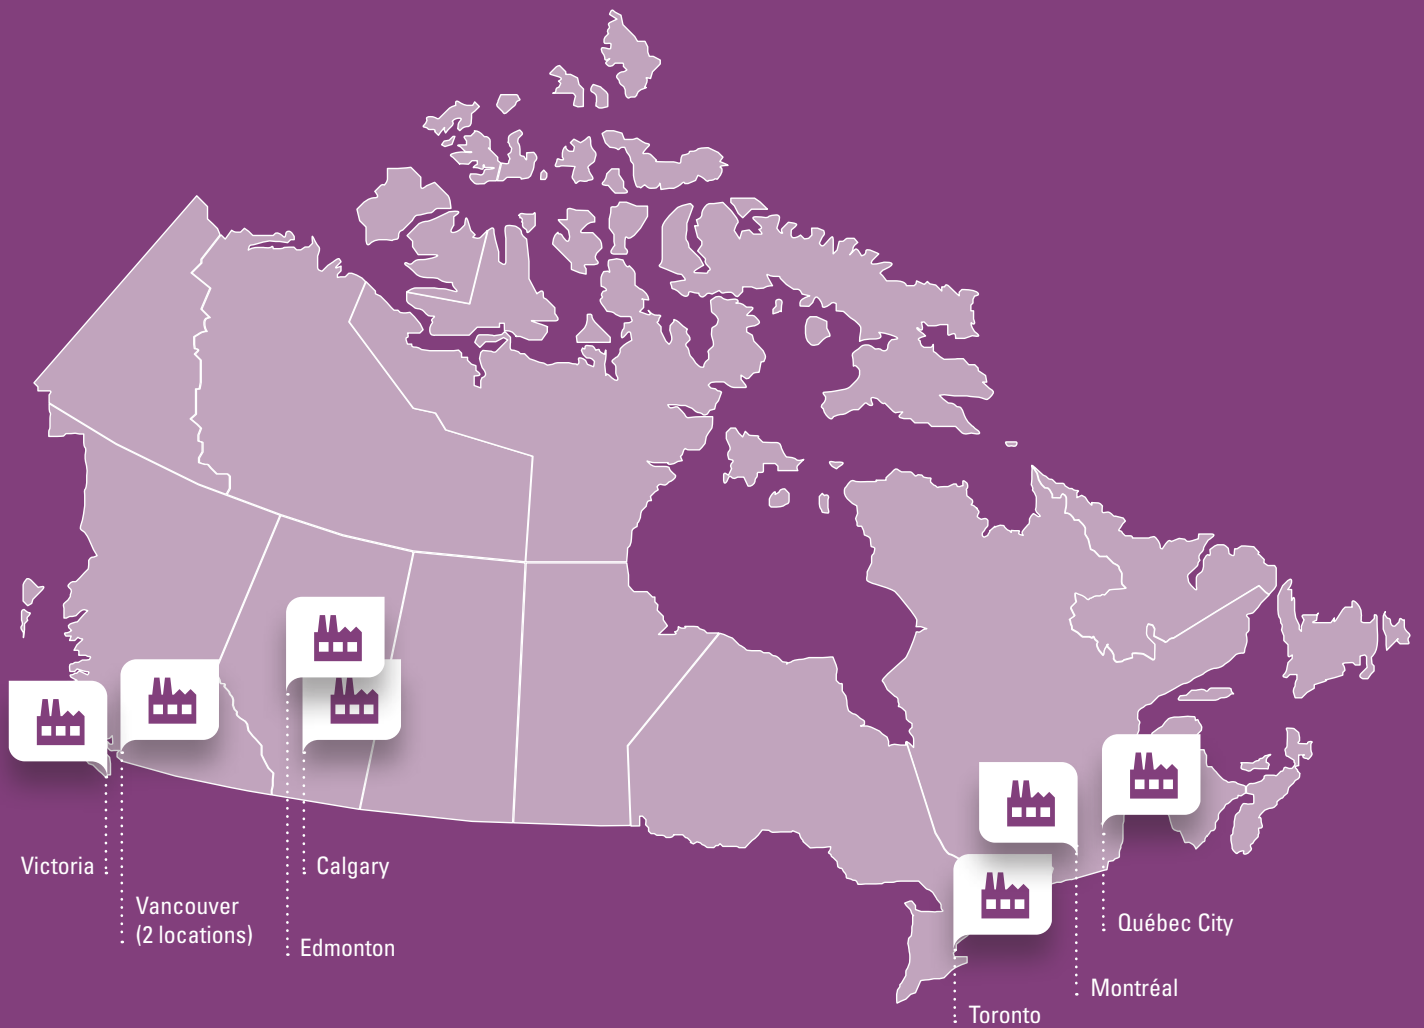 Victoria
Vancouver
(2 locations)
Calgary
Edmonton
Québec City
Montréal
Toronto